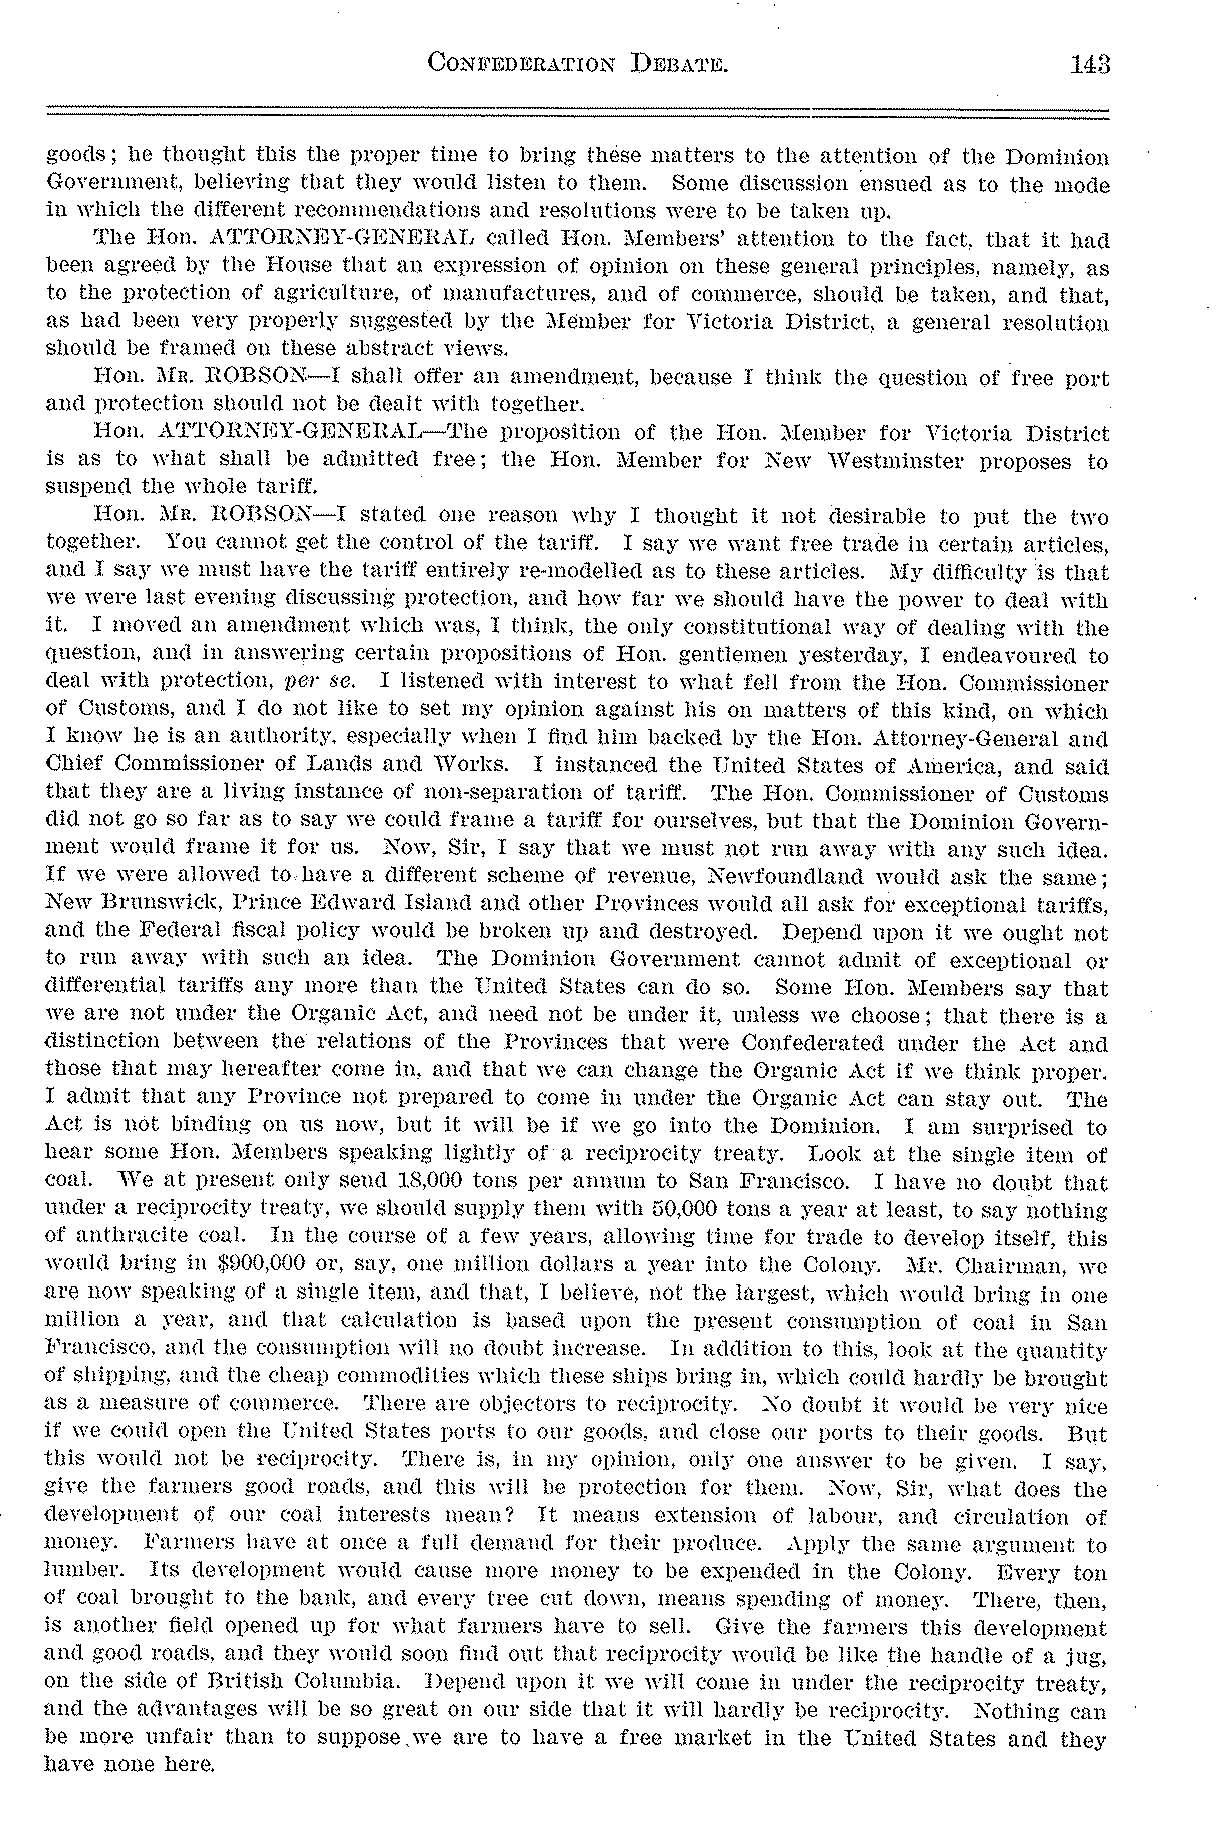 CONFEDERATION DEBATE. 143
goods; he thought this the proper time to bring these matters to the attention of the Dominion
Government, believing that they would listen to them. Some discussion ensued as to the mode
in which the different recommendations and resolutions were to be taken up.
The Hon. ATTORNEY-GENERAL called Hon. Members' attention to the fact, that it had
been agreed by the House that an expression of opinion on these general principles, namely, as
to the protection of agriculture, of manufactures, and of commerce, should be taken, and that,
as had been very properly suggested by the Member for Victoria District, a general resolution
should be framed on these abstract views.
Hon. MR. ROBSON—I shall offer an amendment, because I think the question of free port
and protection should not be dealt with together.
Hon. ATTORNEY-GENERAL—The proposition of the Hon. Member for Victoria District
is as to what shall be admitted free; the Hon. Member for New Westminster proposes to
suspend the whole tariff.
Hon. MR. ROBSON—I stated one reason why I thought it not desirable to put the two
together. You cannot get the control of the tariff. I say we want free trade in certain articles,
and I say we must have the tariff entirely re-modelled as to these articles. My difficulty is that
we were last evening discussing protection, and how far we should have the power to deal with
it. I moved an amendment which was, I think, the only constitutional way of dealing with the
question, and in answering certain propositions of Hon. gentlemen yesterday, I endeavoured to
deal with protection, per se. I listened with interest to what fell from the Hon. Commissioner
of Customs, and I do not like to set my opinion against his on matters of this kind, on which
I know he is an authority, especially when I find him backed by the Hon. Attorney-General and
Chief Commissioner of Lands and Works. I instanced the United States of America, and said
that they are a living instance of non-separation of tariff. The Hon. Commissioner of Customs
did not go so far as to say we could frame a tariff for ourselves, but that the Dominion Govern-
ment would frame it for us. Now, Sir, I say that we must not run away with any such idea.
If we were allowed to have a different scheme of revenue, Newfoundland would ask the same;
New Brunswick, Prince Edward Island and other Provinces would all ask for exceptional tariffs,
and the Federal fiscal policy would be broken up and destroyed. Depend upon it we ought not
to run away with such an idea. The Dominion Government cannot admit of exceptional or
differential tariffs any more than the United States can do so. Some Hon. Members say that
we are not under the Organic Act, and need not be under it, unless we choose; that there is a
distinction between the relations of the Provinces that were Confederated under the Act and
those that may hereafter come in, and that we can change the Organic Act if we think proper.
I admit that any Province not prepared to come in under the Organic Act can stay out. The
Act is not binding on us now, but it will be if we go into the Dominion. I am surprised to
hear some Hon. Members speaking lightly of a reciprocity treaty. Look at the single item of
coal. We at present only send 18,000 tons per annum to San Francisco. I have no doubt that
under a reciprocity treaty, we should supply them with 50,000 tons a year at least, to say nothing
of anthracite coal. In the course of a few years, allowing time for trade to develop itself, this
would bring in $900,000 or, say, one million dollars a year into the Colony. Mr. Chairman, we
are now speaking of a single item, and that, I believe, not the largest, which would bring in one
million a year, and that calculation is based upon the present consumption of coal in San
Francisco, and the consumption will no doubt increase. In addition to this, look at the quantity
of shipping, and the cheap commodities which these ships bring in, which could hardly be brought
as a measure of commerce. There are objectors to reciprocity. No doubt it would be very nice
if we could open the United States ports to our goods, and close our ports to their goods. But
this would not be reciprocity. There is, in my opinion, only one answer to be given. I say,
give the farmers good roads, and this will be protection for them. Now, Sir, what does the
development of our coal interests mean? It means extension of labour, and circulation of
money. Farmers have at once a full demand for their produce. Apply the same argument to
lumber. Its development would cause more money to be expended in the Colony. Every ton
of coal brought to the bank, and every tree cut down, means spending of money. There, then,
is another field opened up for what farmers have to sell. Give the farmers this development
and good roads, and they would soon find out that reciprocity would be like the handle of a jug,
on the side of British Columbia. Depend upon it we will come in under the reciprocity treaty,
and the advantages will be so great on our side that it will hardly be reciprocity. Nothing can
be more unfair than to suppose we are to have a free market in the United States and they
have none here.